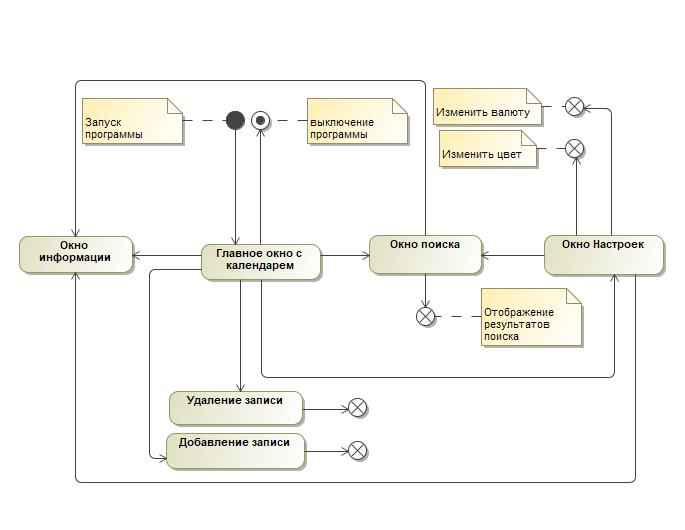 Запуск
программы
выключение
программы
Изменить валюту
Изменить цвет
Окно
информации
Главное окно с
календарем
Окно поиска
Окно Настроек
Отображение
результатов
поиска
Удаление записи
Добавление записи